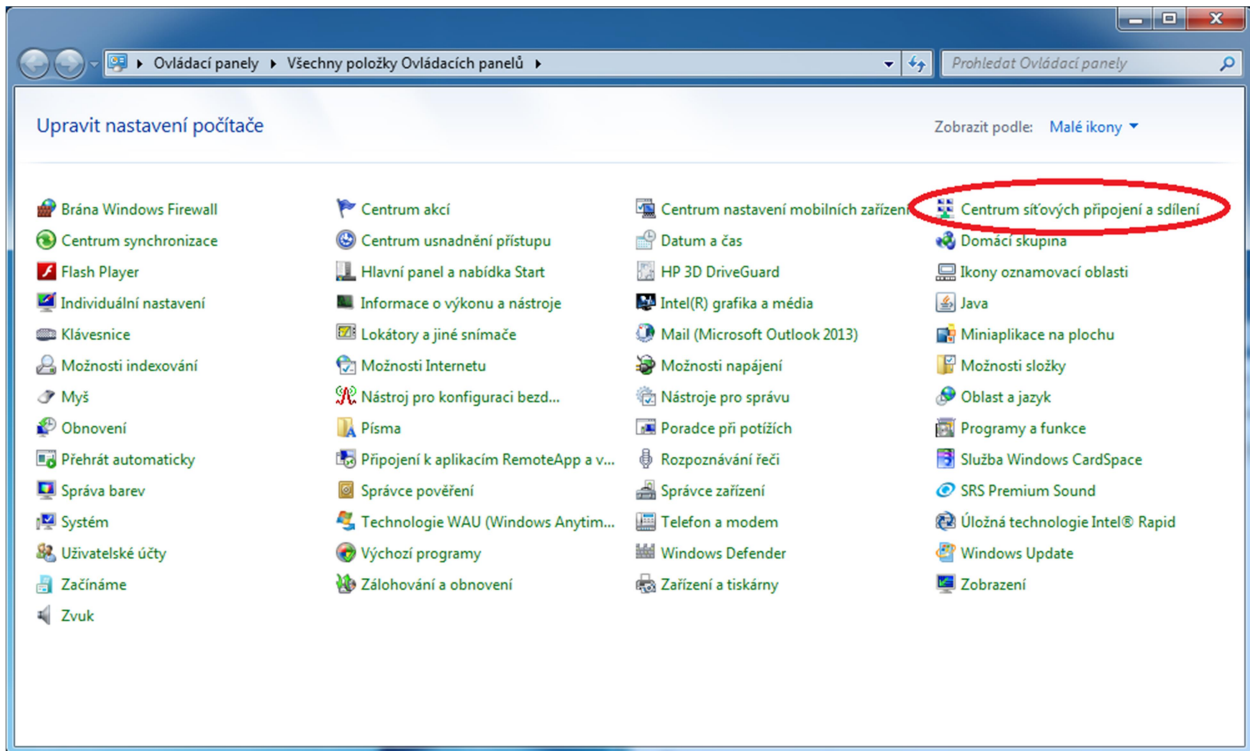 Ovládací panely Všechny položky Ovládacích panelů Prohledat Ovládací panely
Upravit nastavení počítače Zobrazit podle: Malé ikony
Brána Windows Firewall Centrum akcí Centrum nastavení mobilních zařízení Centrum síťových připojení a sdílení
Centrum synchronizace Centrum usnadnění přístupu Datum a čas Domácí skupina
Flash Player Hlavní panel a nabídka Start HP 3D DriveGuard Ikony oznamovací oblasti
Individuální nastavení Informace o výkonu a nástroje Intel(R) grafika a média Java
Klávesnice Lokátory a jiné snímače Mail (Microsoft Outlook 2013) Miniaplikace na plochu
Možnosti indexování Možnosti Internetu Možnosti napájení Možnosti složky
Myš Nástroj pro konfiguraci bezd... Nástroje pro správu Oblast a jazyk
Obnovení Písma Poradce při potížích Programy a funkce
Přehrát automaticky Připojení k aplikacím RemoteApp a v... Rozpoznávání řeči Služba Windows CardSpace
Správa barev Správce pověření Správce zařízení SRS Premium Sound
Systém Technologie WAU (Windows Anytim... Telefon a modem Úložná technologie Intel® Rapid
Uživatelské účty Výchozí programy Windows Defender Windows Update
Začínáme Zálohování a obnovení Zařízení a tiskárny Zobrazení
Zvuk